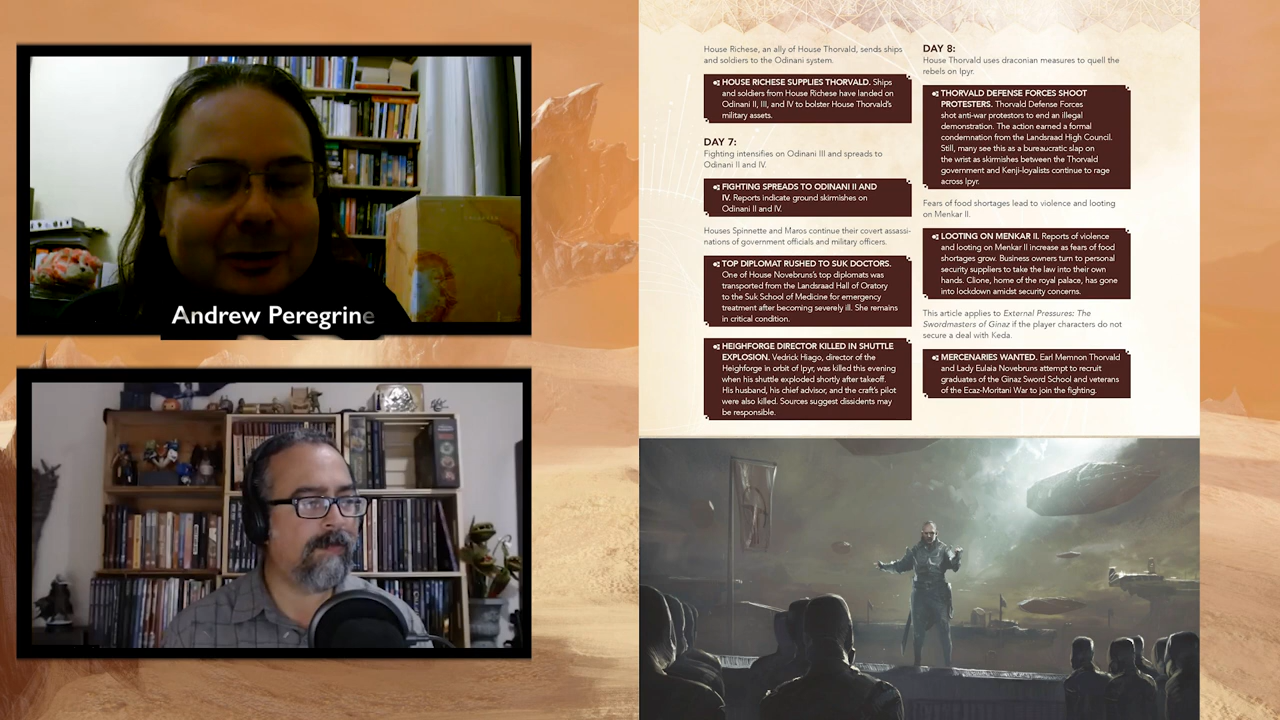 Andrew Peregrine
House Richese, an ally of House Thorvald, sends ships
and soldiers to the Odinani system.
HOUSE RICHESE SUPPLIES THORVALD. Ships
and soldiers from House Richese have landed on
Odinani II, III, and IV to bolster House Thorvald's
military assets.
DAY 7:
Fighting intensifies on Odinani III and spreads to
Odinani II and IV.
FIGHTING SPREADS TO ODINANI II AND
IV. Reports indicate ground skirmishes on
Odinani II and IV.
Houses Spinnette and Maros continue their covert assassi-
nations of government officials and military officers.
TOP DIPLOMAT RUSHED TO SUK DOCTORS.
One of House Novebruns's top diplomats was
transported from the Landsraad Hall of Oratory
to the Suk School of Medicine for emergency
treatment after becoming severely ill. She remains
in critical condition.
HEIGHFORGE DIRECTOR KILLED IN SHUTTLE
EXPLOSION. Vedrick Hiago, director of the
Heighforge in orbit of Ipyr, was killed this evening
when his shuttle exploded shortly after takeoff.
His husband, his chief advisor, and the craft's pilot
were also killed. Sources suggest dissidents may
be responsible.
DAY 8:
House Thorvald uses draconian measures to quell the
rebels on Ipyr.
THORVALD DEFENSE FORCES SHOOT
PROTESTERS. Thorvald Defense Forces
shot anti-war protestors to end an illegal
demonstration. The action earned a formal
condemnation from the Landsraad High Council.
Still, many see this as a bureaucratic slap on
the wrist as skirmishes between the Thorvald
government and Kenji-loyalists continue to rage
across Ipyr.
Fears of food shortages lead to violence and looting
on Menkar II.
LOOTING ON MENKAR II. Reports of violence
and looting on Menkar II increase as fears of food
shortages grow. Business owners turn to personal
security suppliers to take the law into their own
hands. Clione, home of the royal palace, has gone
into lockdown amidst security concerns.
This article applies to External Pressures: The
Swordmasters of Ginaz if the player characters do not
secure a deal with Keda.
MERCENARIES WANTED. Earl Memnon Thorvald
and Lady Eulaia Novebruns attempt to recruit
graduates of the Ginaz Sword School and veterans
of the Ecaz-Moritani War to join the fighting.